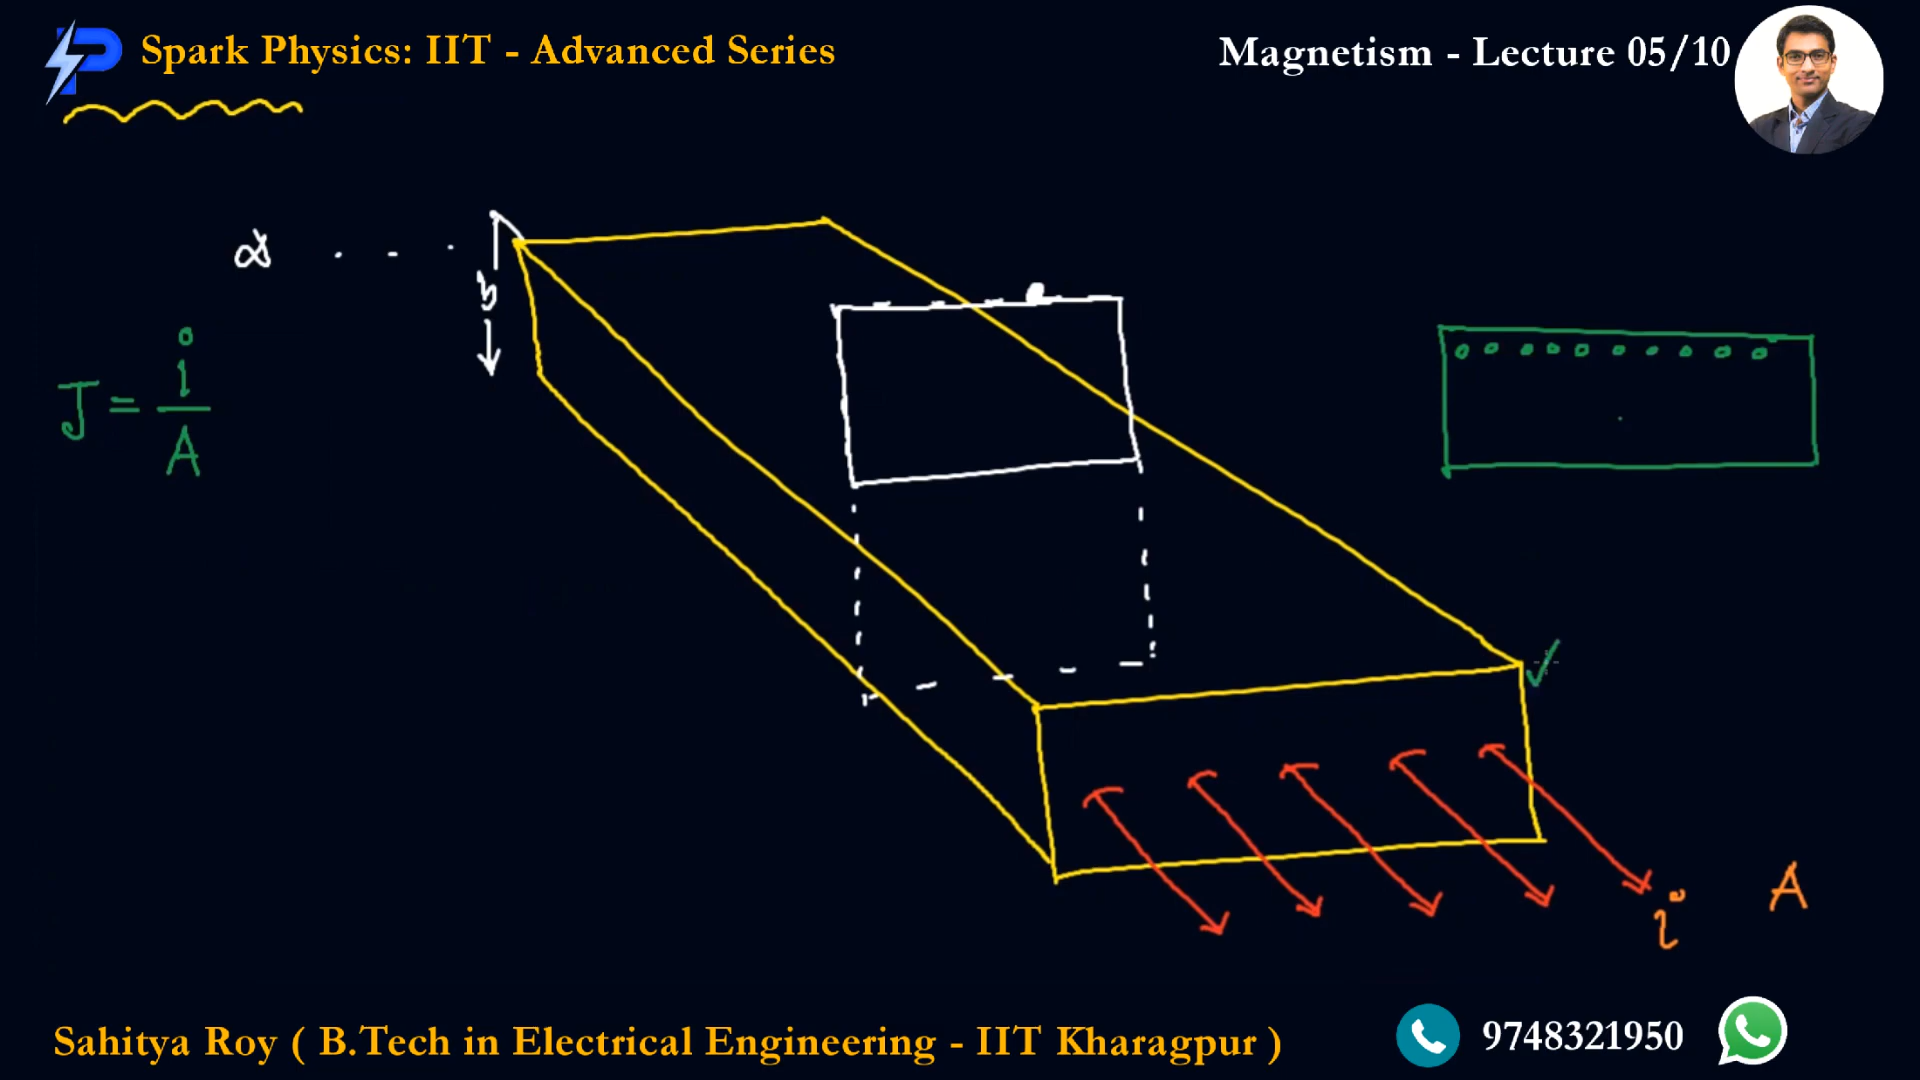 Spark Physics: IIT - Advanced Series
Magnetism - Lecture 05/10
α
b
J = i / A
i
A
Sahitya Roy ( B.Tech in Electrical Engineering - IIT Kharagpur )
9748321950